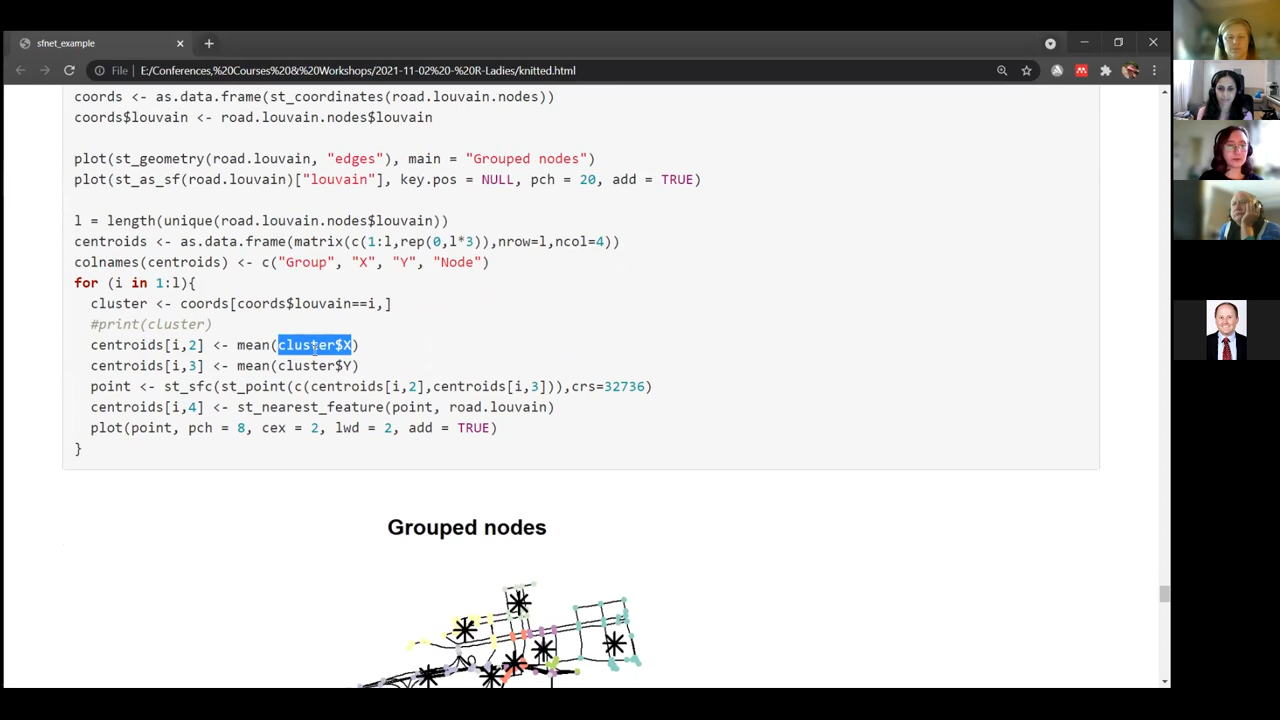 sfnet_example
File
E:/Conferences,%20Courses%20&%20Workshops/2021-11-02%20-%20R-Ladies/knitted.html
coords <- as.data.frame(st_coordinates(road.louvain.nodes))
coords$louvain <- road.louvain.nodes$louvain
plot(st_geometry(road.louvain, "edges"), main = "Grouped nodes")
plot(st_as_sf(road.louvain)["louvain"], key.pos = NULL, pch = 20, add = TRUE)
l = length(unique(road.louvain.nodes$louvain))
centroids <- as.data.frame(matrix(c(1:l,rep(0,l*3)),nrow=l,ncol=4))
colnames(centroids) <- c("Group", "X", "Y", "Node")
for (i in 1:l){
cluster <- coords[coords$louvain==i,]
#print(cluster)
centroids[i,2] <- mean(cluster$X)
centroids[i,3] <- mean(cluster$Y)
point <- st_sfc(st_point(c(centroids[i,2],centroids[i,3])),crs=32736)
centroids[i,4] <- st_nearest_feature(point, road.louvain)
plot(point, pch = 8, cex = 2, lwd = 2, add = TRUE)
}
Grouped nodes